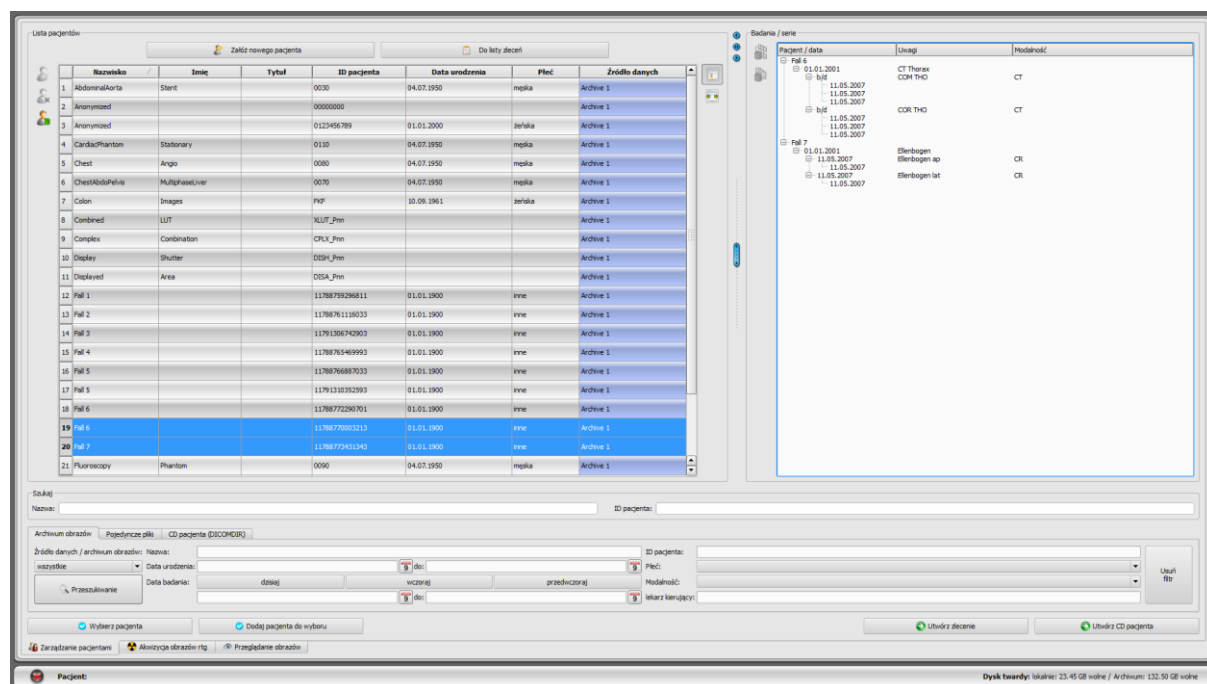 Lista pacjentów
Załóż nowego pacjenta Do listy zleceń
Nazwisko Imię Tytuł ID pacjenta Data urodzenia Płeć Źródło danych
1 AbdominalAorta Stent 0030 04.07.1950 męska Archive 1
2 Anonymized 00000000 Archive 1
3 Anonymized 0123456789 01.01.2000 żeńska Archive 1
4 CardiacPhantom Stationary 0110 04.07.1950 męska Archive 1
5 Chest Angio 0080 04.07.1950 męska Archive 1
6 ChestAbdoPelvis MultiphaseLiver 0070 04.07.1950 męska Archive 1
7 Colon Images FKF 10.09.1961 żeńska Archive 1
8 Combined LUT XLUT_Pnn Archive 1
9 Complex Combination CPLX_Pnn Archive 1
10 Display Shutter DISH_Pnn Archive 1
11 Displayed Area DISA_Pnn Archive 1
12 Fall 1 11788759296811 01.01.1900 inne Archive 1
13 Fall 2 11788761116033 01.01.1900 inne Archive 1
14 Fall 3 11791306742903 01.01.1900 inne Archive 1
15 Fall 4 11788765469993 01.01.1900 inne Archive 1
16 Fall 5 11788766887033 01.01.1900 inne Archive 1
17 Fall 5 11791310352593 01.01.1900 inne Archive 1
18 Fall 6 11788772290701 01.01.1900 inne Archive 1
19 Fall 6 11788770003213 01.01.1900 inne Archive 1
20 Fall 7 11788773431343 01.01.1900 inne Archive 1
21 Fluoroscopy Phantom 0090 04.07.1950 męska Archive 1
Badania / serie
Pacjent / data Uwagi Modalność
Fall 6
01.01.2001 CT Thorax
b/d COM THO CT
11.05.2007
11.05.2007
11.05.2007
b/d COR THO CT
11.05.2007
11.05.2007
11.05.2007
Fall 7
01.01.2001 Ellenbogen
11.05.2007 Ellenbogen ap CR
11.05.2007
11.05.2007 Ellenbogen lat CR
11.05.2007
Szukaj
Nazwa: ID pacjenta:
Archiwum obrazów Pojedyncze pliki CD pacjenta (DICOMDIR)
Źródło danych / archiwum obrazów: Nazwa: ID pacjenta:
wszystkie Data urodzenia: 9 do: 9 Płeć:
Usuń filtr
Przeszukiwanie Data badania: dzisiaj wczoraj przedwczoraj Modalność:
9 do: 9 lekarz kierujący:
Wybierz pacjenta Dodaj pacjenta do wyboru Utwórz zlecenie Utwórz CD pacjenta
Zarządzanie pacjentami Akwizycja obrazów rtg Przeglądanie obrazów
Pacjent: Dysk twardy: lokalnie: 23.45 GB wolne / Archiwum: 132.50 GB wolne